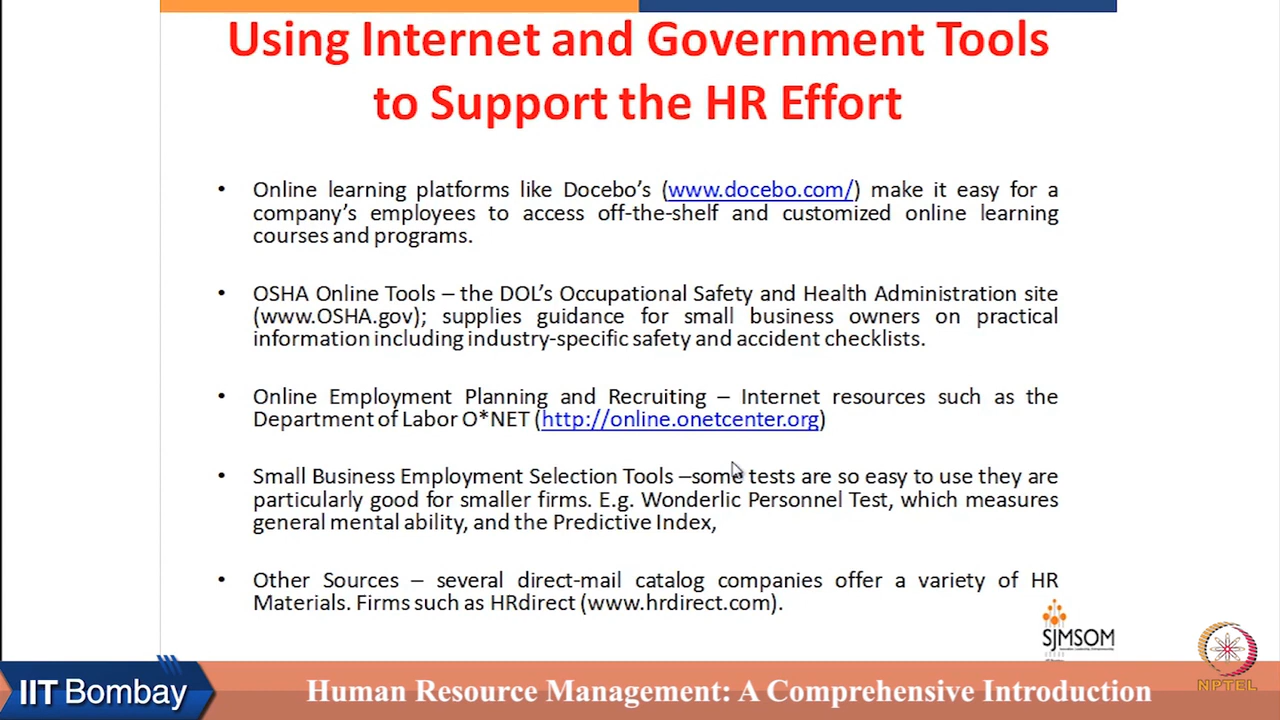 Using Internet and Government Tools
to Support the HR Effort
• Online learning platforms like Docebo’s (www.docebo.com/) make it easy for a
company’s employees to access off-the-shelf and customized online learning
courses and programs.
• OSHA Online Tools – the DOL’s Occupational Safety and Health Administration site
(www.OSHA.gov); supplies guidance for small business owners on practical
information including industry-specific safety and accident checklists.
• Online Employment Planning and Recruiting – Internet resources such as the
Department of Labor O*NET (http://online.onetcenter.org)
• Small Business Employment Selection Tools –some tests are so easy to use they are
particularly good for smaller firms. E.g. Wonderlic Personnel Test, which measures
general mental ability, and the Predictive Index,
• Other Sources – several direct-mail catalog companies offer a variety of HR
Materials. Firms such as HRdirect (www.hrdirect.com).
SJMSOM
NPTEL
IIT Bombay
Human Resource Management: A Comprehensive Introduction